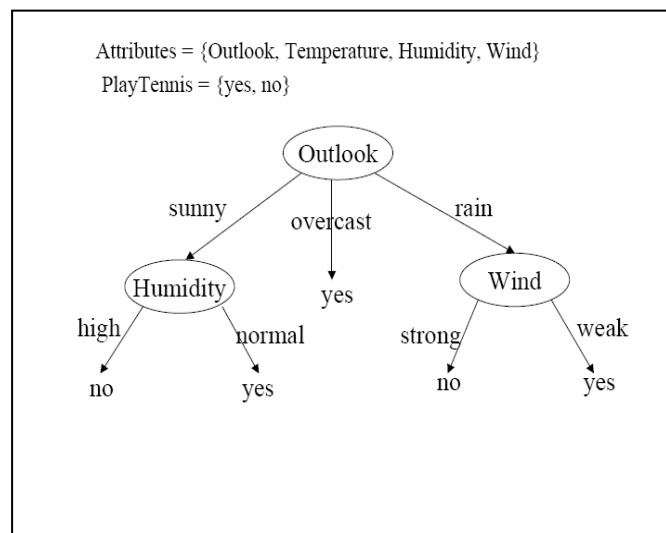 Attributes = {Outlook, Temperature, Humidity, Wind}
PlayTennis = {yes, no}
Outlook
sunny
overcast
rain
Humidity
yes
Wind
high
normal
strong
weak
no
yes
no
yes